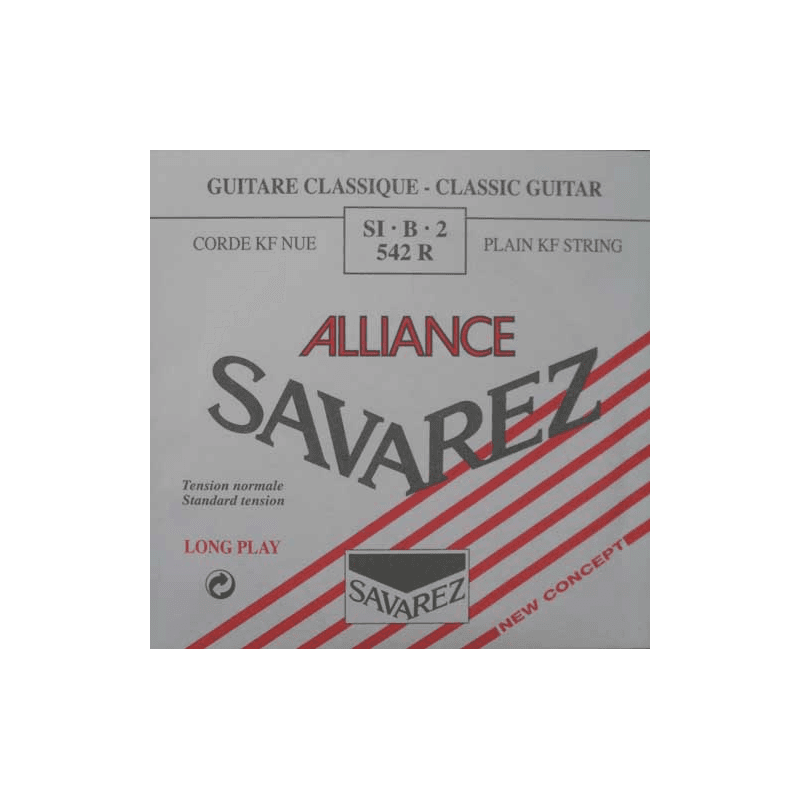 GUITARE CLASSIQUE - CLASSIC GUITAR
SI · B · 2
542 R
CORDE KF NUE
PLAIN KF STRING
ALLIANCE
SAVAREZ
Tension normale
Standard tension
LONG PLAY
SAVAREZ
NEW CONCEPT